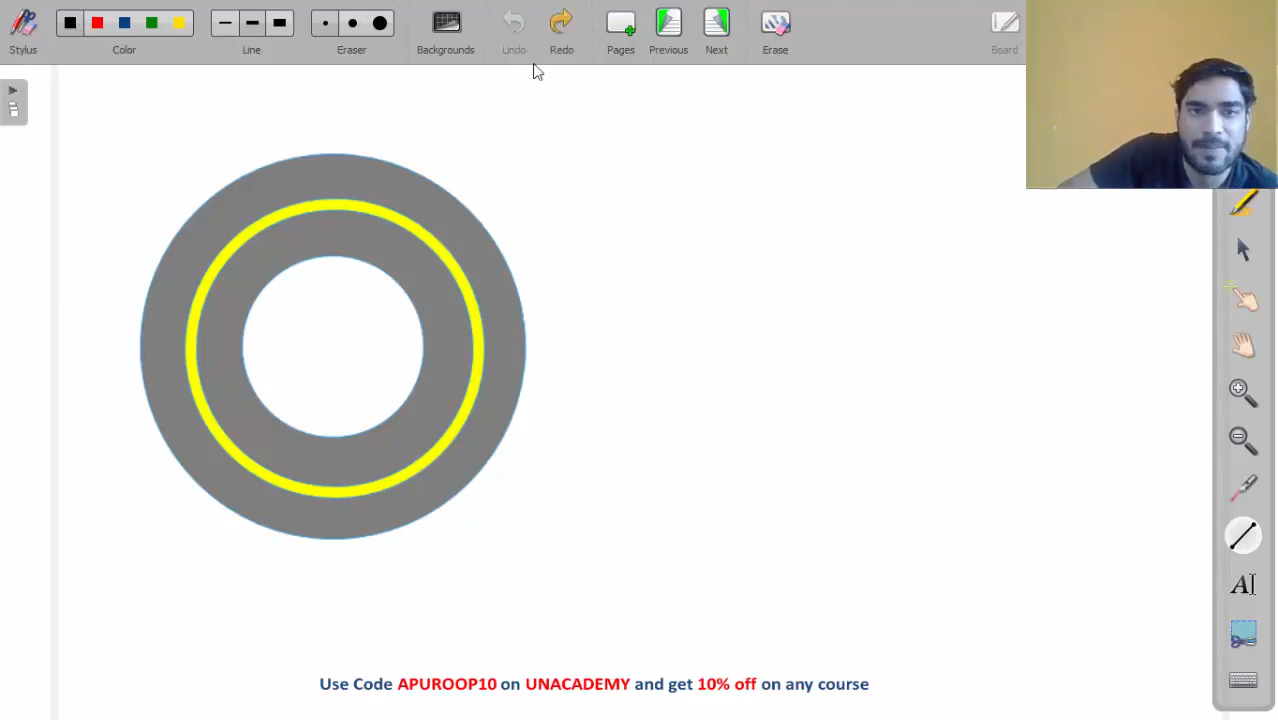 Stylus
Color
Line
Eraser
Backgrounds
Undo
Redo
Pages
Previous
Next
Erase
Board
Use Code APUROOP10 on UNACADEMY and get 10% off on any course